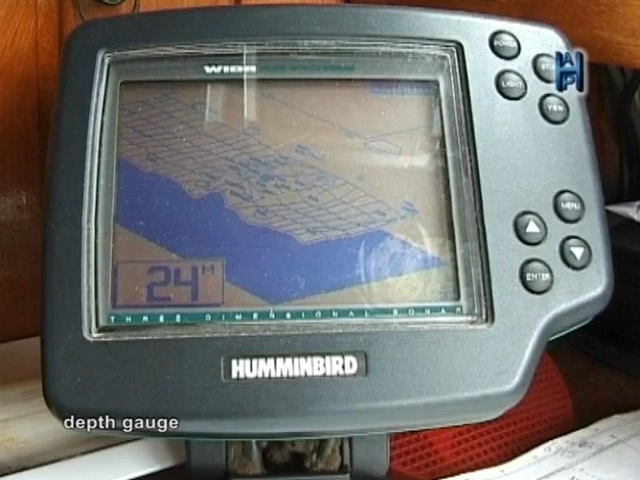 WIDE
POWER
LIGHT
VIEW
MENU
ENTER
24M
THREE DIMENSIONAL SONAR
HUMMINBIRD
depth gauge